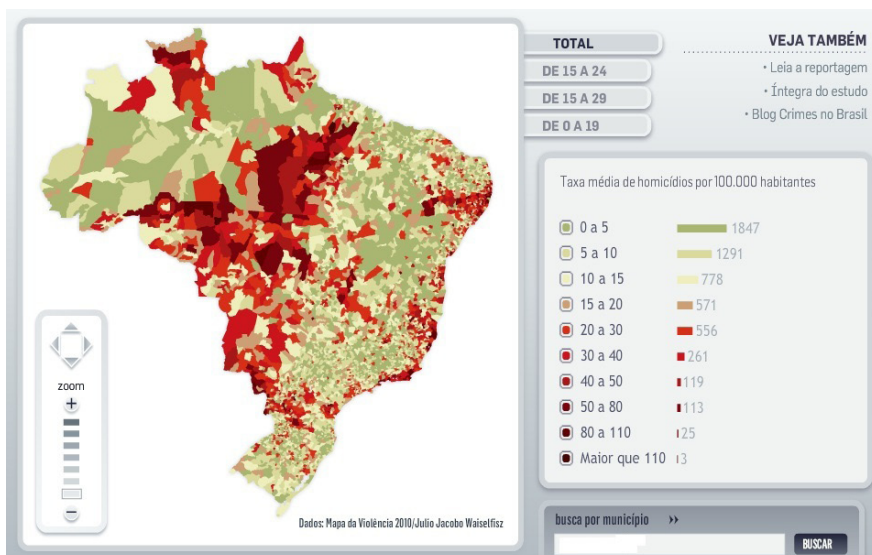 TOTAL
DE 15 A 24
DE 15 A 29
DE 0 A 19
VEJA TAMBÉM
• Leia a reportagem
• Íntegra do estudo
• Blog Crimes no Brasil
Taxa média de homicídios por 100.000 habitantes
0 a 5 1847
5 a 10 1291
10 a 15 778
15 a 20 571
20 a 30 556
30 a 40 261
40 a 50 119
50 a 80 113
80 a 110 25
Maior que 110 3
zoom
+
−
Dados: Mapa da Violência 2010/Julio Jacobo Waiselfisz
busca por município ››
BUSCAR